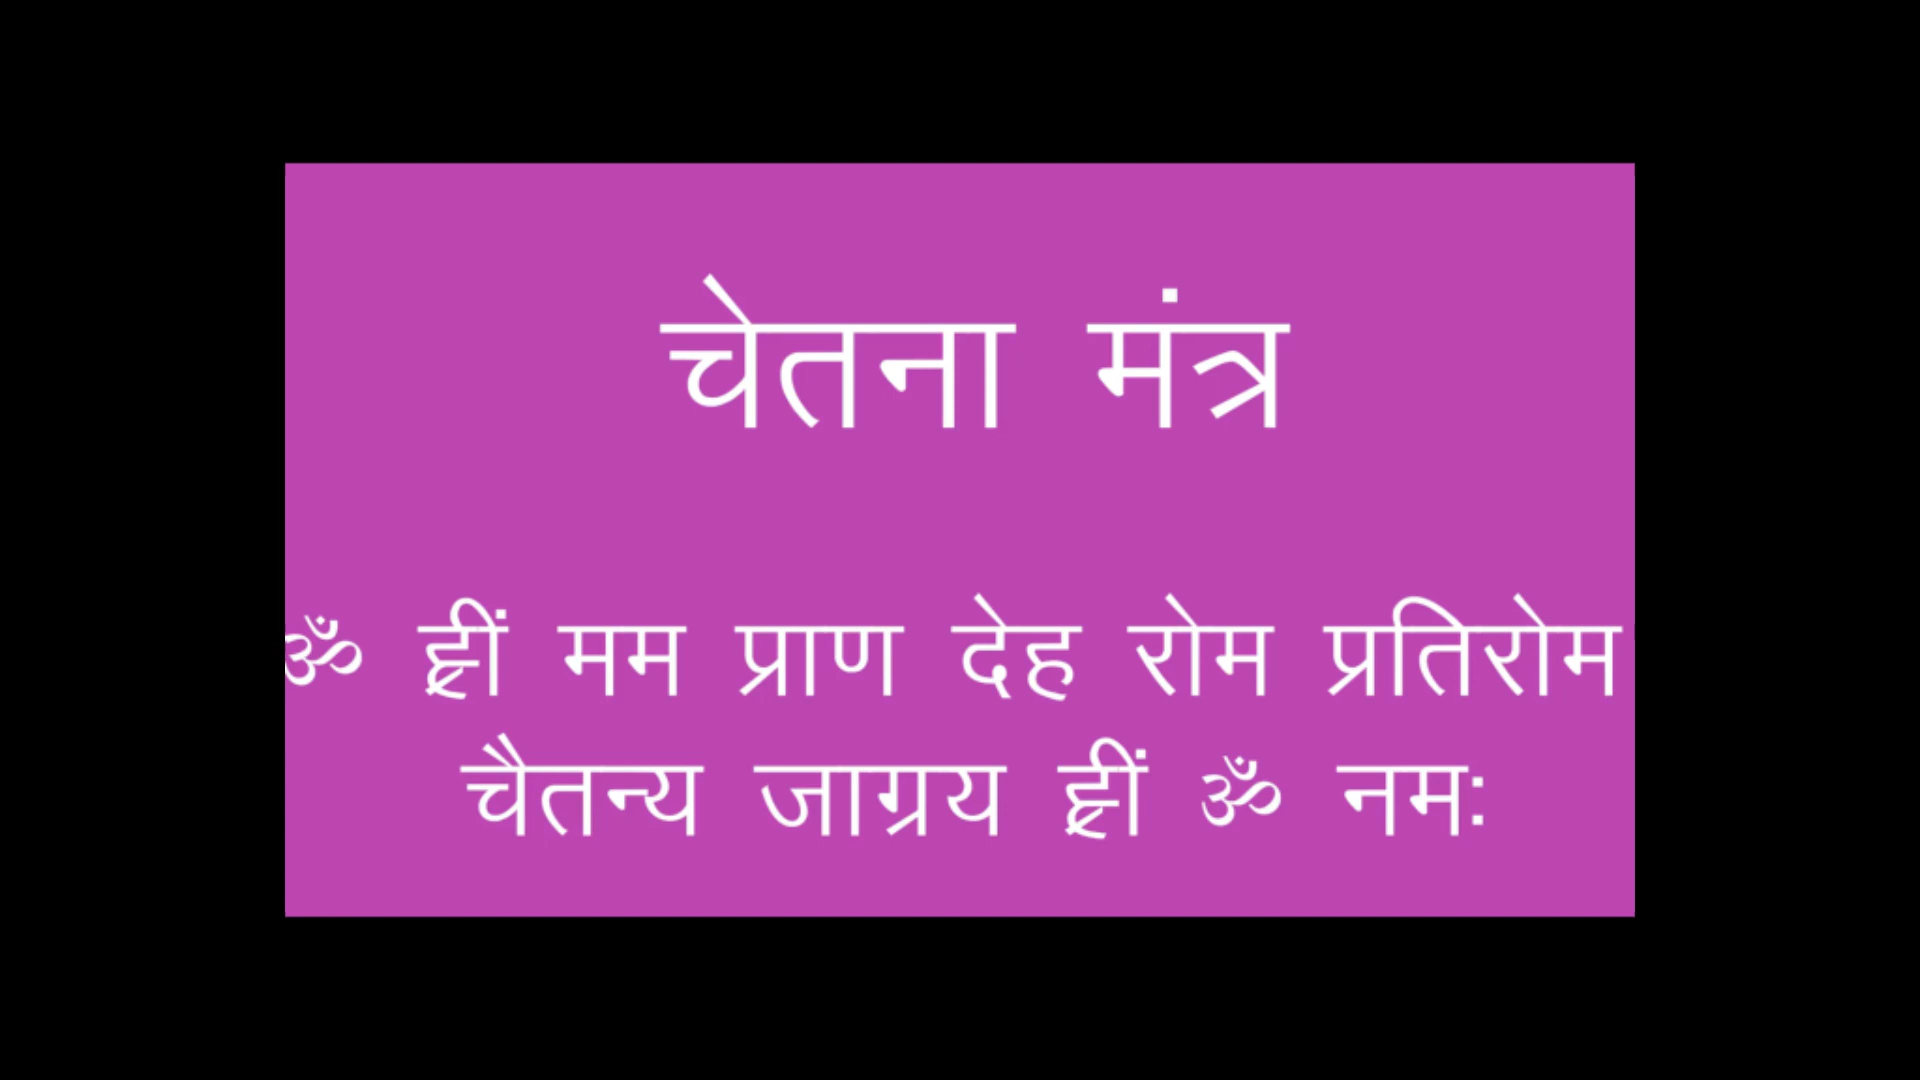 चेतना मंत्र
ॐ ह्रीं मम प्राण देह रोम प्रतिरोम
चैतन्य जाग्रय ह्रीं ॐ नमः